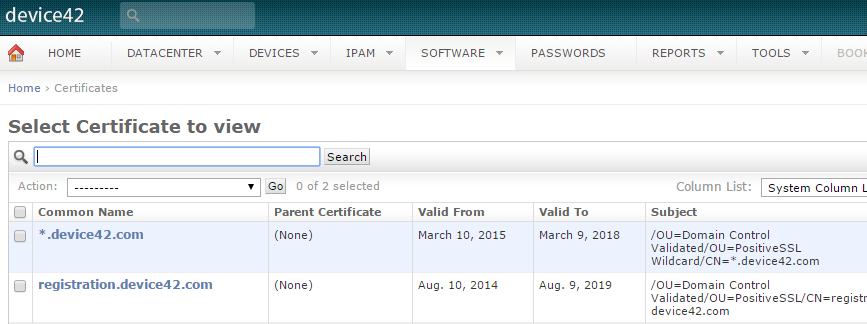 device42
HOME DATACENTER DEVICES IPAM SOFTWARE PASSWORDS REPORTS TOOLS BOOK
Home › Certificates
Select Certificate to view
Search
Action: --------- Go 0 of 2 selected Column List: System Column L
Common Name Parent Certificate Valid From Valid To Subject
*.device42.com (None) March 10, 2015 March 9, 2018 /OU=Domain Control
Validated/OU=PositiveSSL
Wildcard/CN=*.device42.com
registration.device42.com (None) Aug. 10, 2014 Aug. 9, 2019 /OU=Domain Control
Validated/OU=PositiveSSL/CN=regist
device42.com